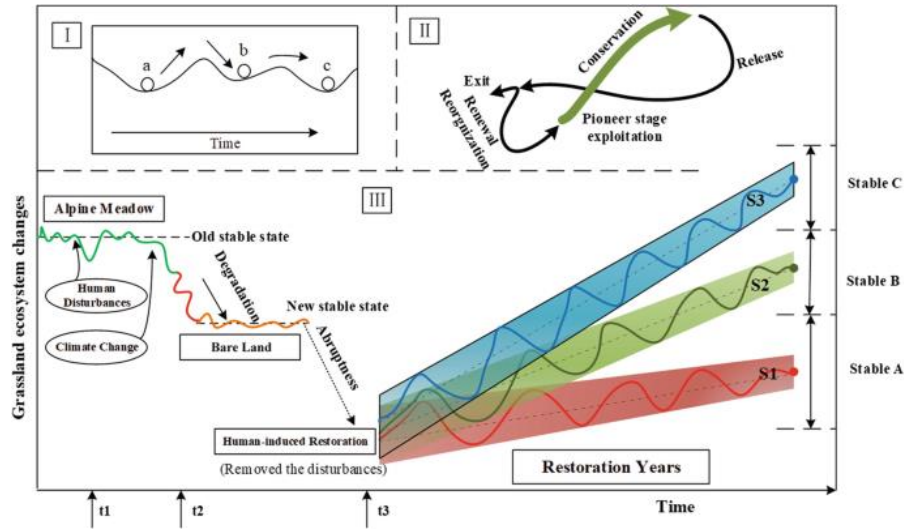 I
a
b
c
Time
II
Conservation
Release
Exit
Renewal
Reorgnization
Pioneer stage
exploitation
III
Grassland ecosystem changes
Alpine Meadow
Old stable state
Human
Disturbances
Climate Change
Degradation
New stable state
Bare Land
Abruptness
Human-induced Restoration
(Removed the disturbances)
S3
S2
S1
Stable C
Stable B
Stable A
Restoration Years
Time
t1
t2
t3